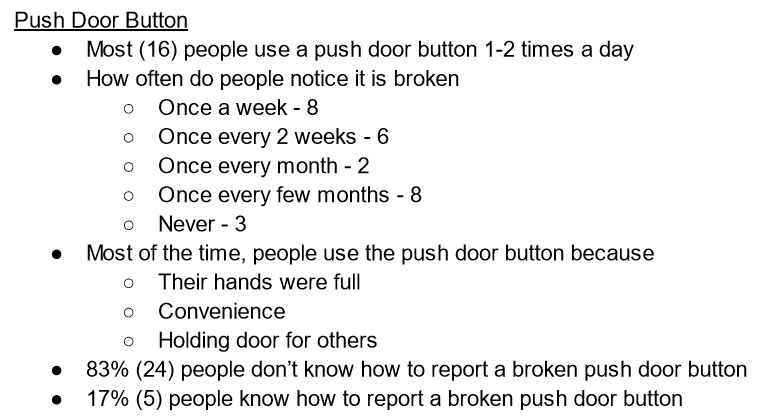 Push Door Button
● Most (16) people use a push door button 1-2 times a day
● How often do people notice it is broken
○ Once a week - 8
○ Once every 2 weeks - 6
○ Once every month - 2
○ Once every few months - 8
○ Never - 3
● Most of the time, people use the push door button because
○ Their hands were full
○ Convenience
○ Holding door for others
● 83% (24) people don’t know how to report a broken push door button
● 17% (5) people know how to report a broken push door button